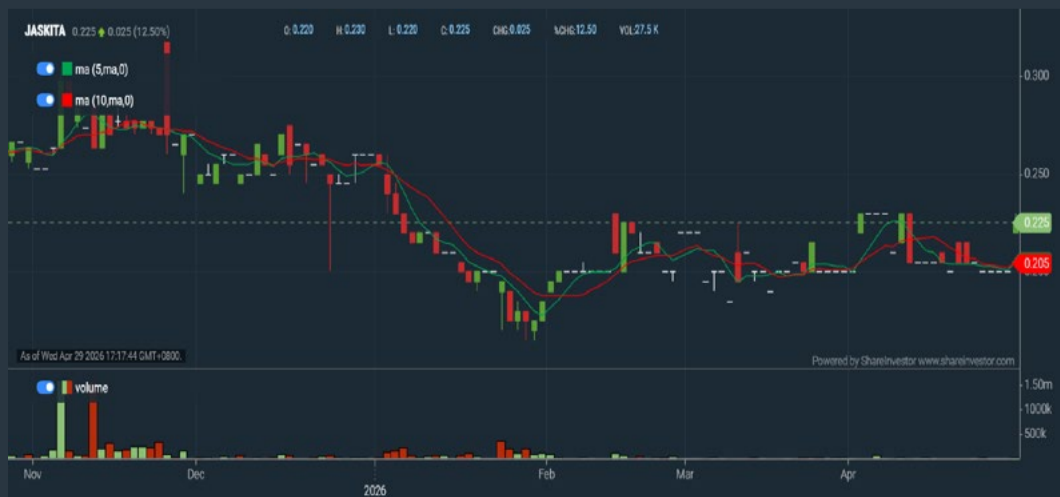 JASKITA 0.225 0.025 (12.50%) O: 0.220 H: 0.230 L: 0.220 C: 0.225 CHG: 0.025 %CHG: 12.50 VOL: 27.5 K
ma (5,ma,0)
ma (10,ma,0)
0.300
0.250
0.225
0.205
As of Wed Apr 29 2026 17:17:44 GMT+0800.
Powered by ShareInvestor www.shareinvestor.com
volume
1.50m
1000k
500k
Nov Dec 2026 Feb Mar Apr